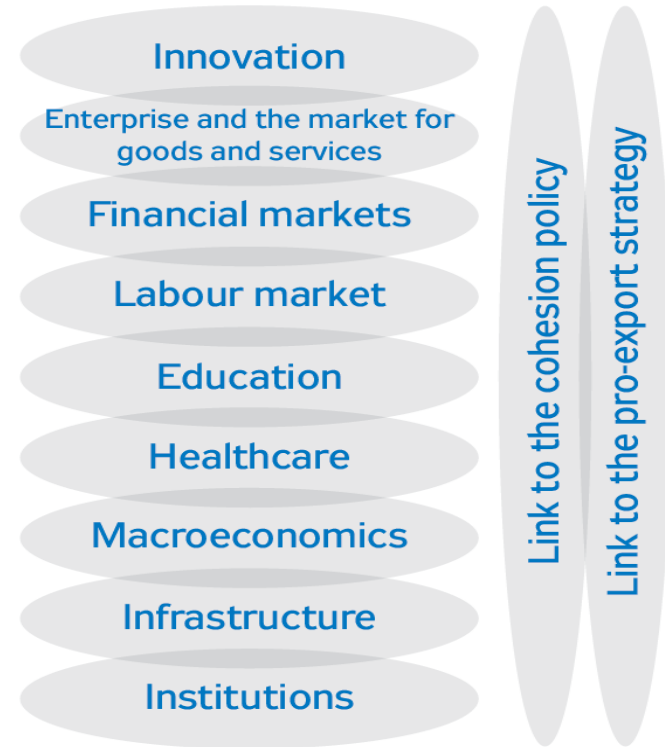 Innovation
Enterprise and the market for
goods and services
Financial markets
Labour market
Education
Healthcare
Macroeconomics
Infrastructure
Institutions
Link to the cohesion policy
Link to the pro-export strategy